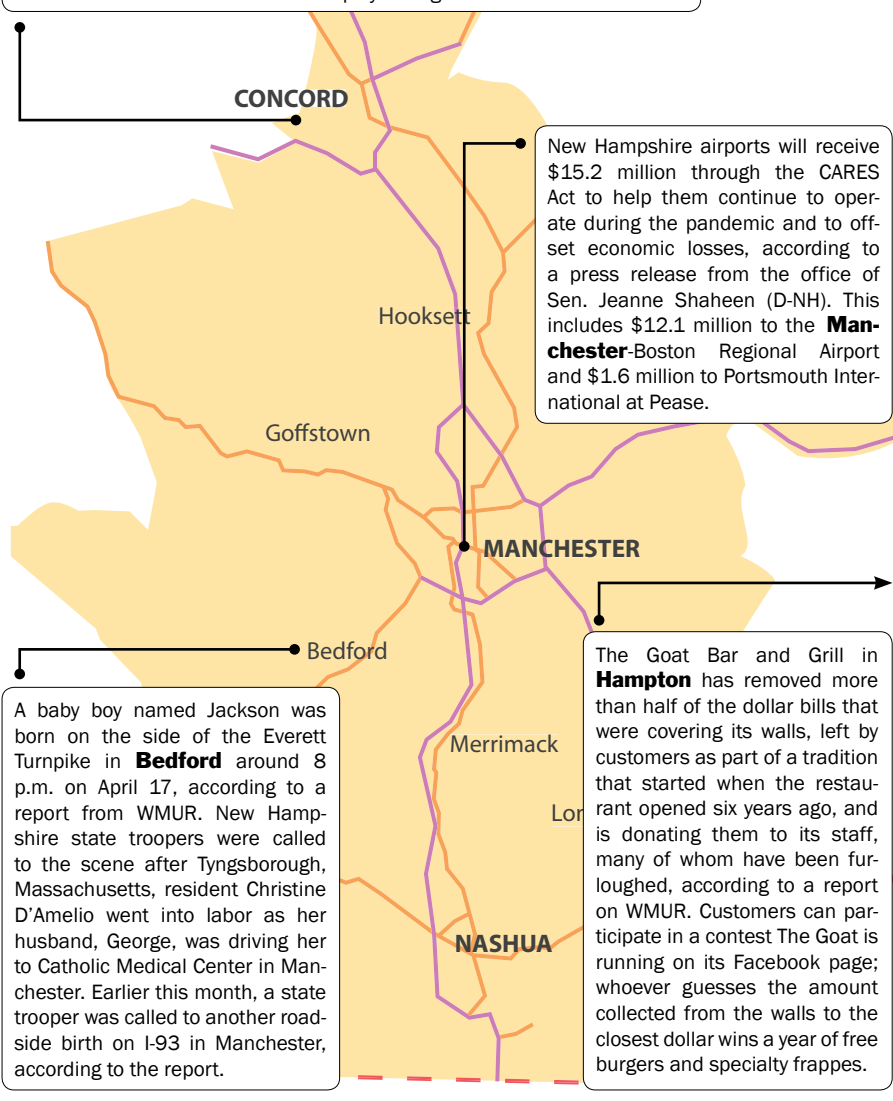 CONCORD
New Hampshire airports will receive
$15.2 million through the CARES
Act to help them continue to oper-
ate during the pandemic and to off-
set economic losses, according to
a press release from the office of
Sen. Jeanne Shaheen (D-NH). This
includes $12.1 million to the Man-
chester-Boston Regional Airport
and $1.6 million to Portsmouth Inter-
national at Pease.
Hooksett
Goffstown
MANCHESTER
Bedford
A baby boy named Jackson was
born on the side of the Everett
Turnpike in Bedford around 8
p.m. on April 17, according to a
report from WMUR. New Hamp-
shire state troopers were called
to the scene after Tyngsborough,
Massachusetts, resident Christine
D’Amelio went into labor as her
husband, George, was driving her
to Catholic Medical Center in Man-
chester. Earlier this month, a state
trooper was called to another road-
side birth on I-93 in Manchester,
according to the report.
Merrimack
Lor
NASHUA
The Goat Bar and Grill in
Hampton has removed more
than half of the dollar bills that
were covering its walls, left by
customers as part of a tradition
that started when the restau-
rant opened six years ago, and
is donating them to its staff,
many of whom have been fur-
loughed, according to a report
on WMUR. Customers can par-
ticipate in a contest The Goat is
running on its Facebook page;
whoever guesses the amount
collected from the walls to the
closest dollar wins a year of free
burgers and specialty frappes.